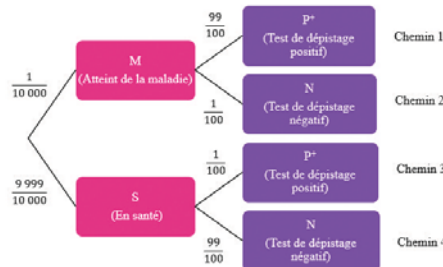 99
100
P⁺
(Test de dépistage
positif)
Chemin 1
M
(Atteint de la maladie)
1
10 000
1
100
N
(Test de dépistage
négatif)
Chemin 2
9 999
10 000
S
(En santé)
1
100
P⁺
(Test de dépistage
positif)
Chemin 3
99
100
N
(Test de dépistage
négatif)
Chemin 4